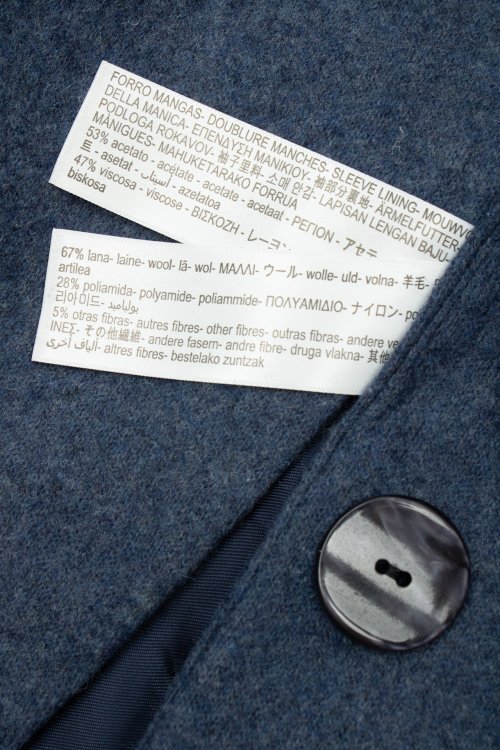 FORRO MANGAS- DOUBLURE MANCHES- SLEEVE LINING- MOUWV
DELLA MANICA- ΕΠΕΝΔΥΣΗ ΜΑΝΙΚΙΟΥ- 袖部分裏地- ÄRMELFUTTER-
PODLOGA ROKAVOV- 袖子里料- 소매 안감- LAPISAN LENGAN BAJU-
MÀNIGUES- MAHUKETARAKO FORRUA
53% acetato- acétate- acetate- acetaat- ΡΕΓΙΟΝ- アセテ
트- asetat- أسيتات- azetatoa
47% viscosa- viscose- ΒΙΣΚΟΖΗ- レーヨン
biskosa
67% lana- laine- wool- lã- wol- ΜΑΛΛΙ- ウール- wolle- uld- volna- 羊毛-
artilea
28% poliamida- polyamide- poliammide- ΠΟΛΥΑΜΙΔΙΟ- ナイロン- po
리아미드- بولياميد
5% otras fibras- autres fibres- other fibres- outras fibras- andere ve
ΙΝΕΣ- その他繊維- andere fasern- andre fibre- druga vlakna- 其他
ألياف أخرى- altres fibres- bestelako zuntzak